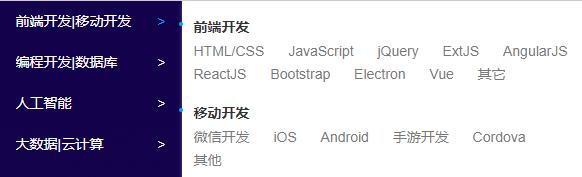 前端开发|移动开发 >
编程开发|数据库 >
人工智能 >
大数据|云计算 >
前端开发
HTML/CSS JavaScript jQuery ExtJS AngularJS
ReactJS Bootstrap Electron Vue 其它
移动开发
微信开发 iOS Android 手游开发 Cordova
其他